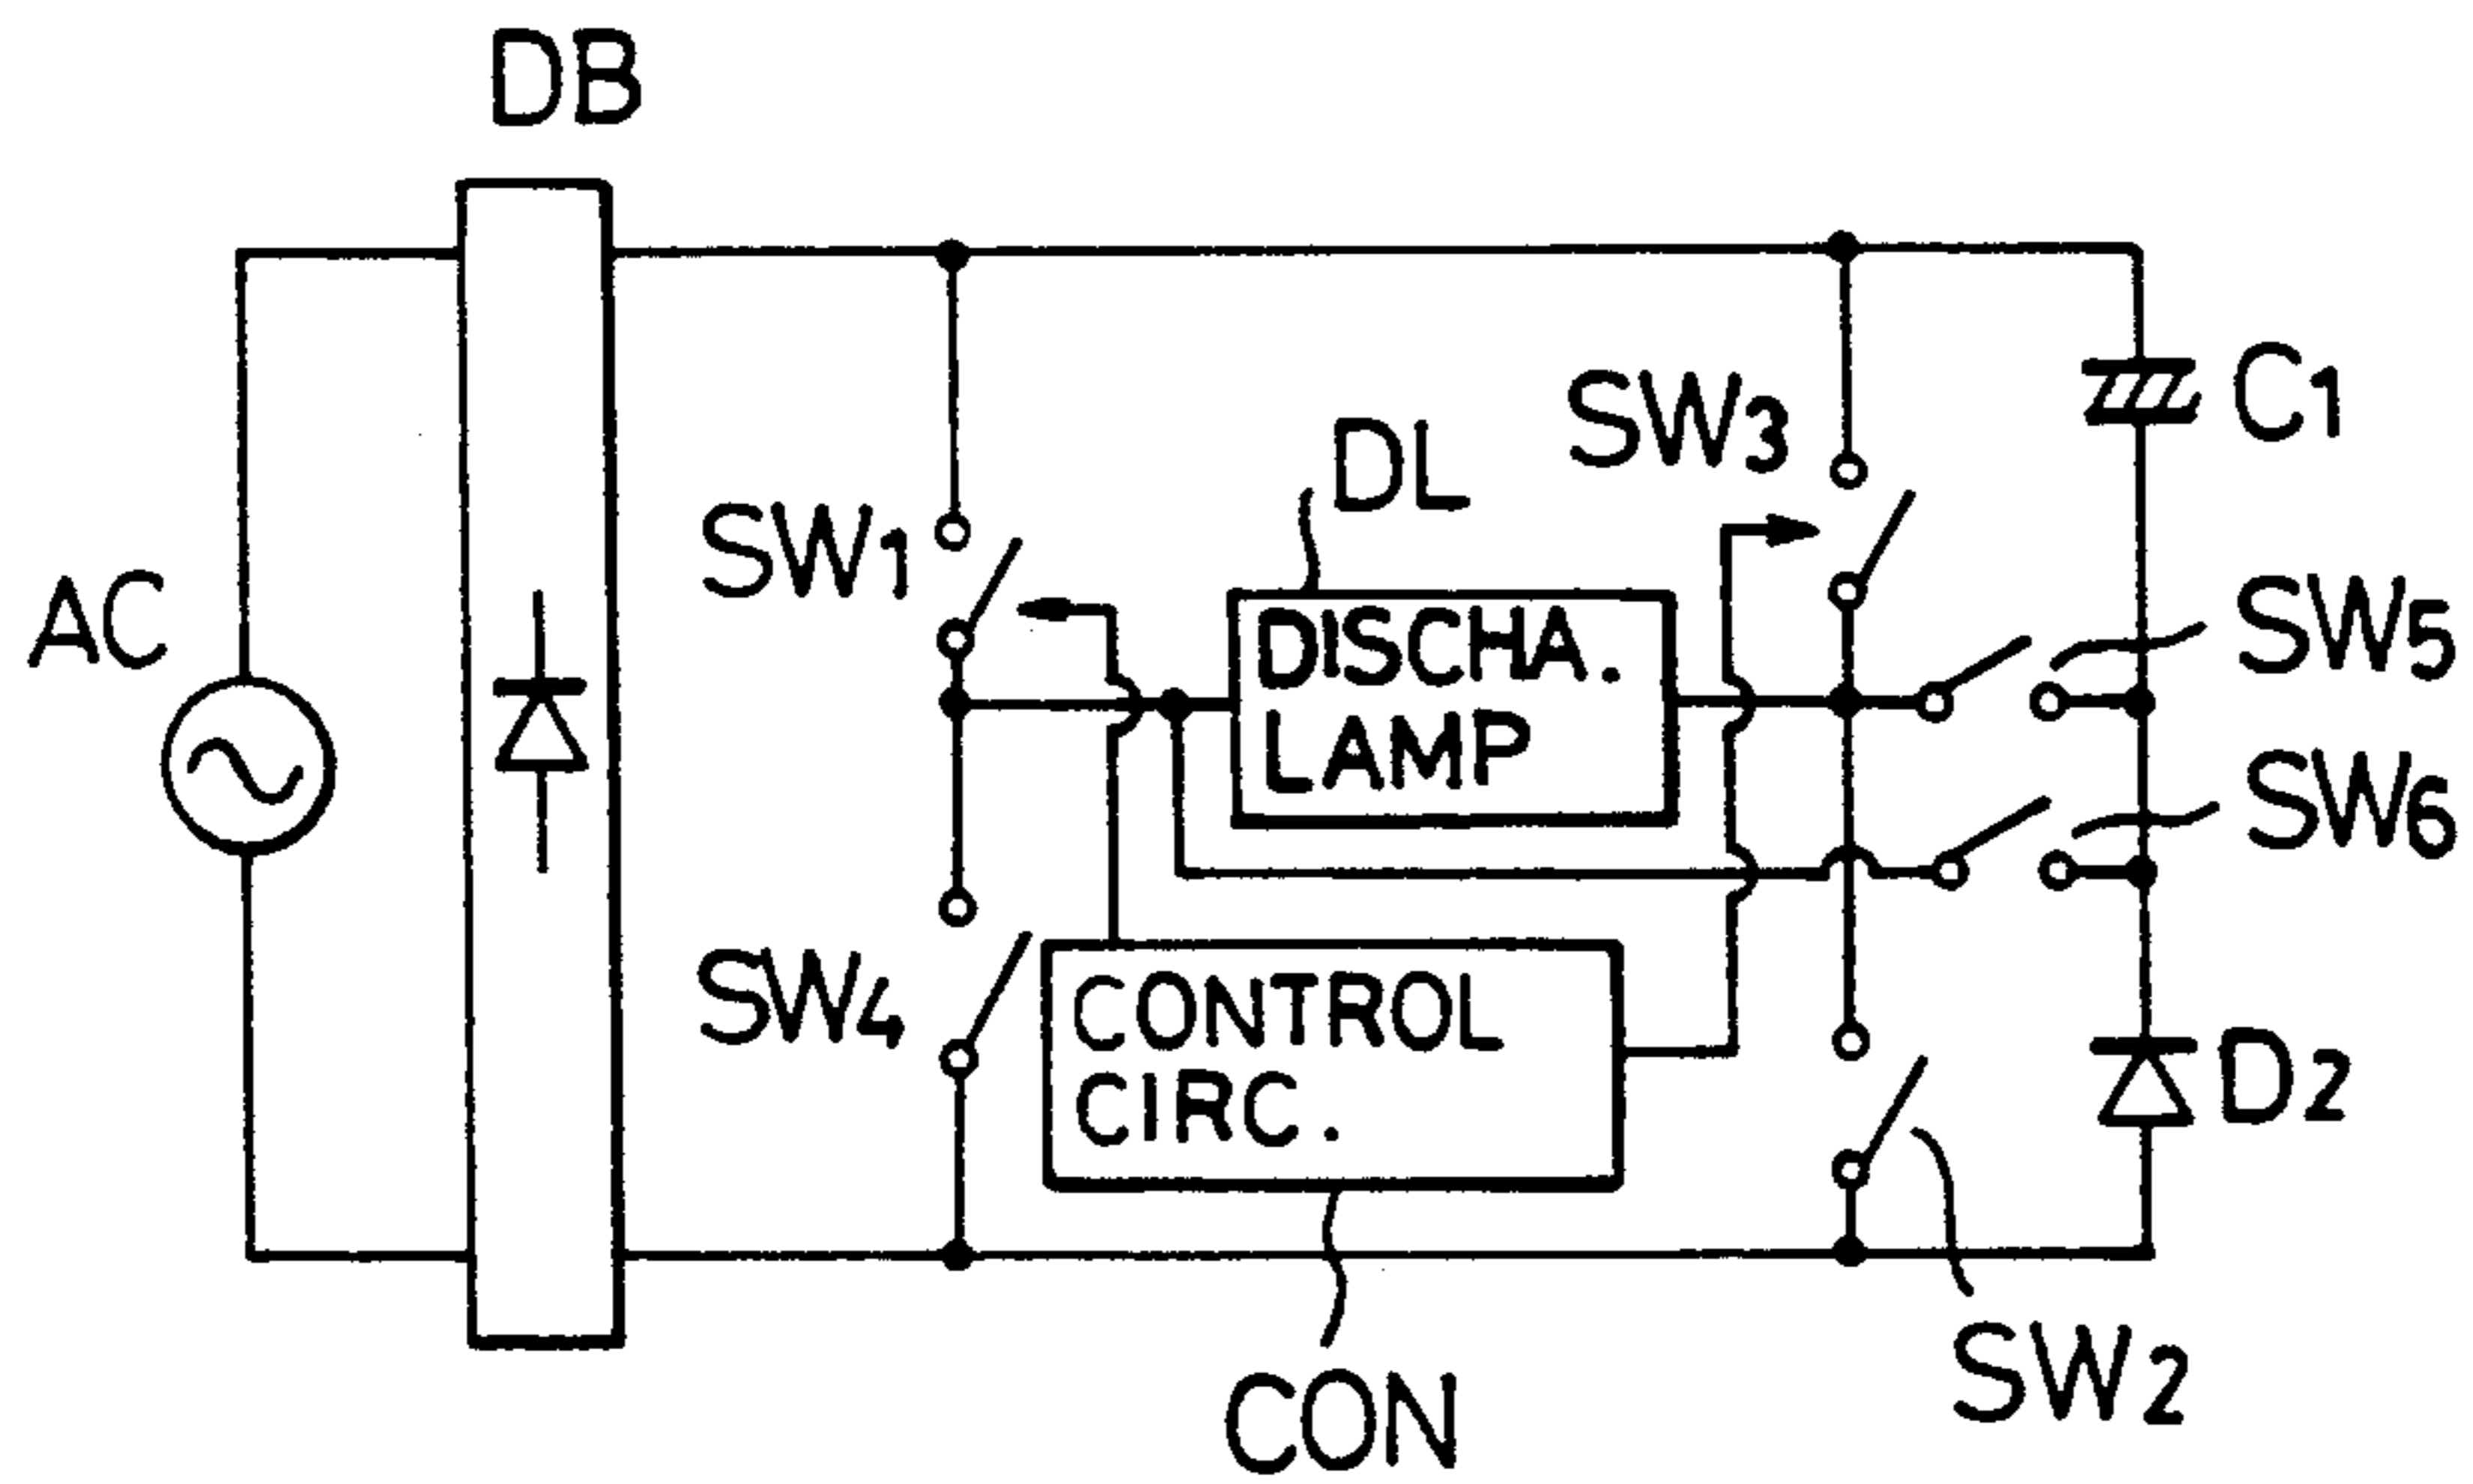 DB
C1
SW3
DL
SW1
AC
SW5
DISCHA.
LAMP
SW6
SW4
CONTROL
CIRC.
D2
SW2
CON